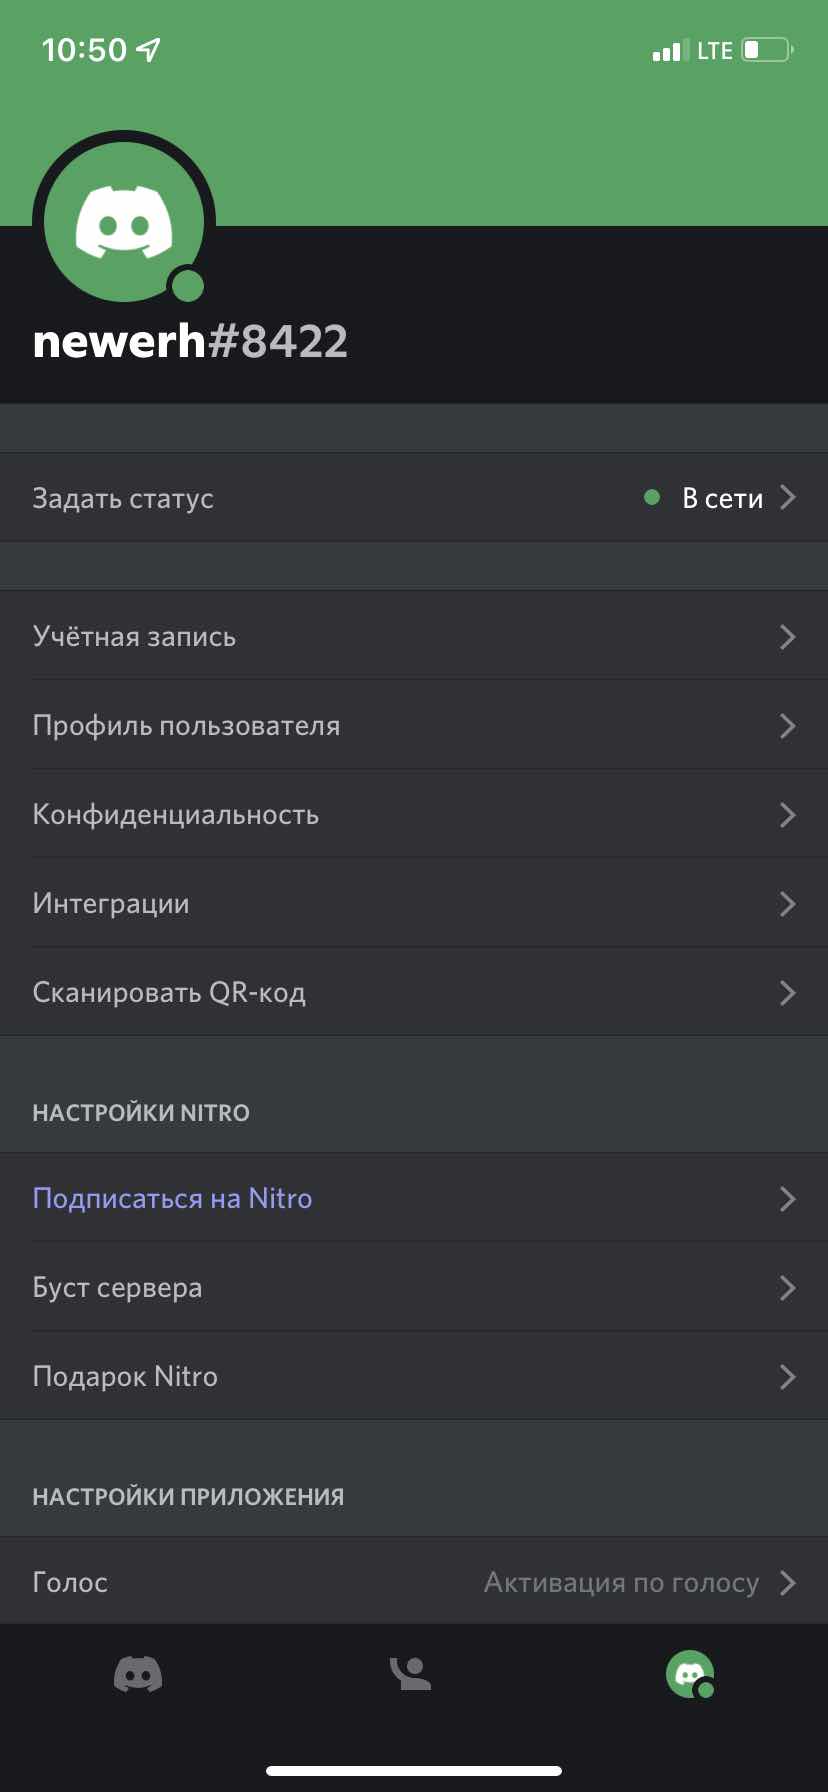 10:50
LTE
newerh#8422
Задать статус
В сети
Учётная запись
Профиль пользователя
Конфиденциальность
Интеграции
Сканировать QR-код
НАСТРОЙКИ NITRO
Подписаться на Nitro
Буст сервера
Подарок Nitro
НАСТРОЙКИ ПРИЛОЖЕНИЯ
Голос
Активация по голосу